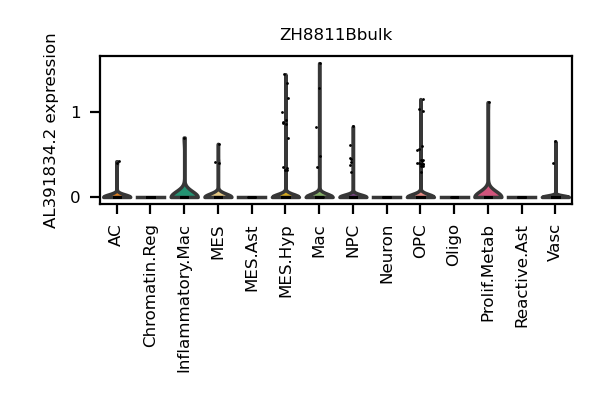 ZH8811Bbulk
AL391834.2 expression
1
0
AC
Chromatin.Reg
Inflammatory.Mac
MES
MES.Ast
MES.Hyp
Mac
NPC
Neuron
OPC
Oligo
Prolif.Metab
Reactive.Ast
Vasc